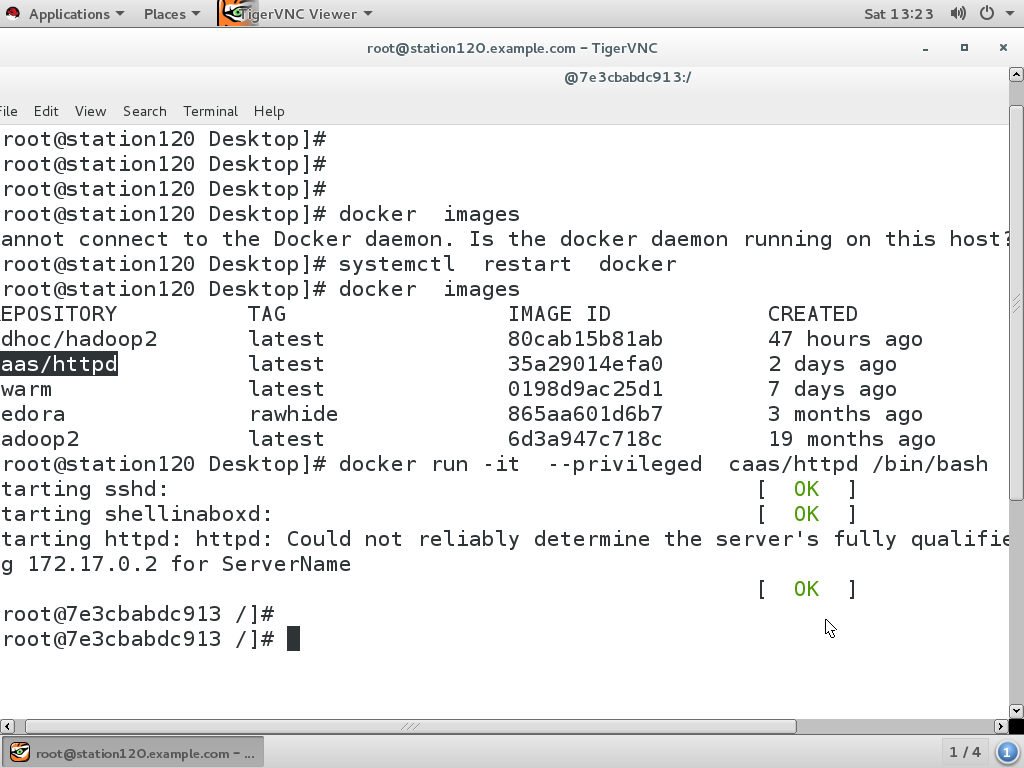 Applications Places TigerVNC Viewer Sat 13:23
root@station120.example.com − TigerVNC
@7e3cbabdc913:/
ile Edit View Search Terminal Help
root@station120 Desktop]#
root@station120 Desktop]#
root@station120 Desktop]#
root@station120 Desktop]# docker  images
annot connect to the Docker daemon. Is the docker daemon running on this host?
root@station120 Desktop]# systemctl  restart  docker
root@station120 Desktop]# docker  images
EPOSITORY TAG IMAGE ID CREATED
dhoc/hadoop2 latest 80cab15b81ab 47 hours ago
aas/httpd latest 35a29014efa0 2 days ago
warm latest 0198d9ac25d1 7 days ago
edora rawhide 865aa601d6b7 3 months ago
adoop2 latest 6d3a947c718c 19 months ago
root@station120 Desktop]# docker run -it  --privileged  caas/httpd /bin/bash
tarting sshd: [  OK  ]
tarting shellinaboxd: [  OK  ]
tarting httpd: httpd: Could not reliably determine the server's fully qualifie
g 172.17.0.2 for ServerName
[  OK  ]
root@7e3cbabdc913 /]#
root@7e3cbabdc913 /]#
root@station120.example.com − ... 1 / 4 1